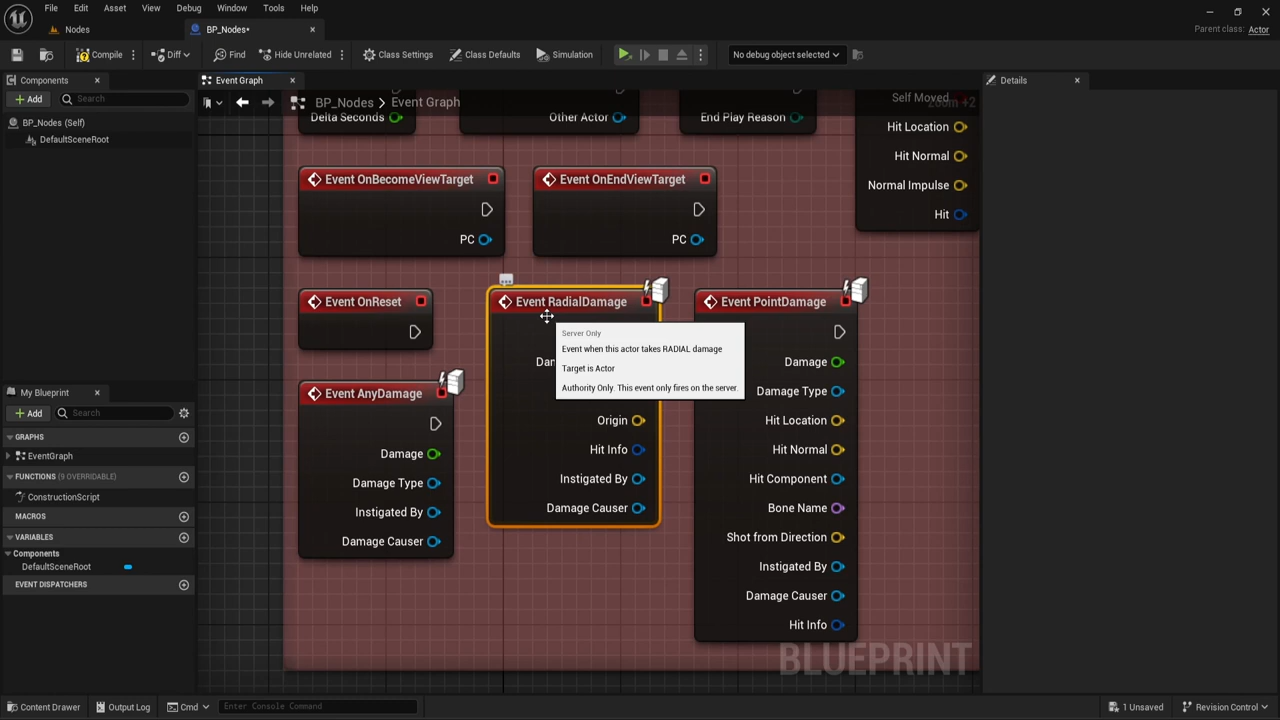 File Edit Asset View Debug Window Tools Help
Nodes
BP_Nodes*
Parent class: Actor
Compile
Diff
Find
Hide Unrelated
Class Settings
Class Defaults
Simulation
No debug object selected
Components
Event Graph
Details
Add
Search
BP_Nodes > Event Graph
Zoom +2
BP_Nodes (Self)
DefaultSceneRoot
Delta Seconds
Other Actor
End Play Reason
Self Moved
Hit Location
Hit Normal
Normal Impulse
Hit
Event OnBecomeViewTarget
PC
Event OnEndViewTarget
PC
Event OnReset
Event RadialDamage
Origin
Hit Info
Instigated By
Damage Causer
Server Only
Event when this actor takes RADIAL damage
Target is Actor
Authority Only. This event only fires on the server.
Event PointDamage
Damage
Damage Type
Hit Location
Hit Normal
Hit Component
Bone Name
Shot from Direction
Instigated By
Damage Causer
Hit Info
Event AnyDamage
Damage
Damage Type
Instigated By
Damage Causer
My Blueprint
Add
Search
GRAPHS
EventGraph
FUNCTIONS (9 OVERRIDABLE)
ConstructionScript
MACROS
VARIABLES
Components
DefaultSceneRoot
EVENT DISPATCHERS
BLUEPRINT
Content Drawer
Output Log
Cmd
Enter Console Command
1 Unsaved
Revision Control